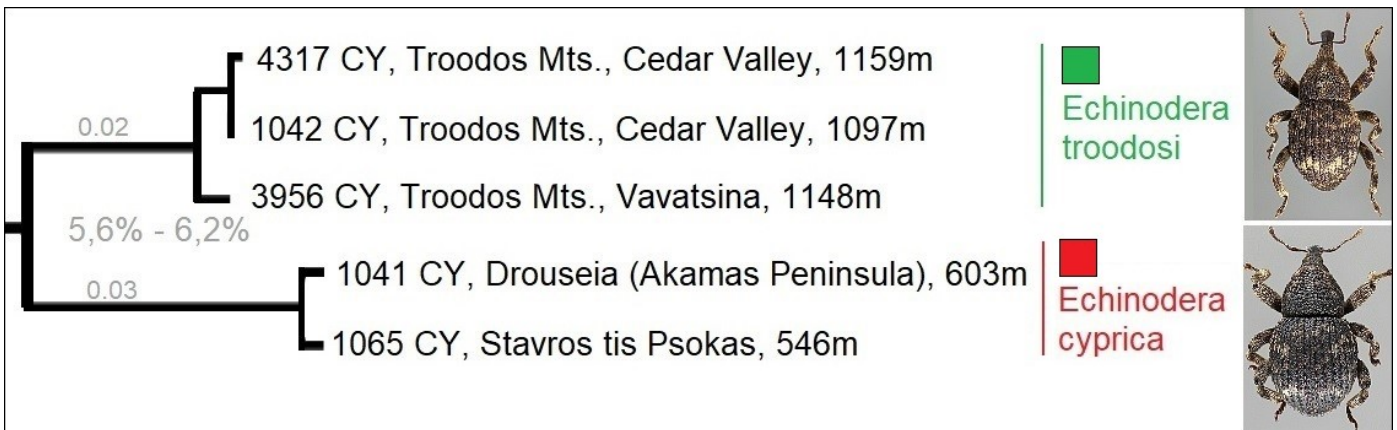 0.02
4317 CY, Troodos Mts., Cedar Valley, 1159m
1042 CY, Troodos Mts., Cedar Valley, 1097m
3956 CY, Troodos Mts., Vavatsina, 1148m
Echinodera
troodosi
5,6% - 6,2%
0.03
1041 CY, Drouseia (Akamas Peninsula), 603m
1065 CY, Stavros tis Psokas, 546m
Echinodera
cyprica